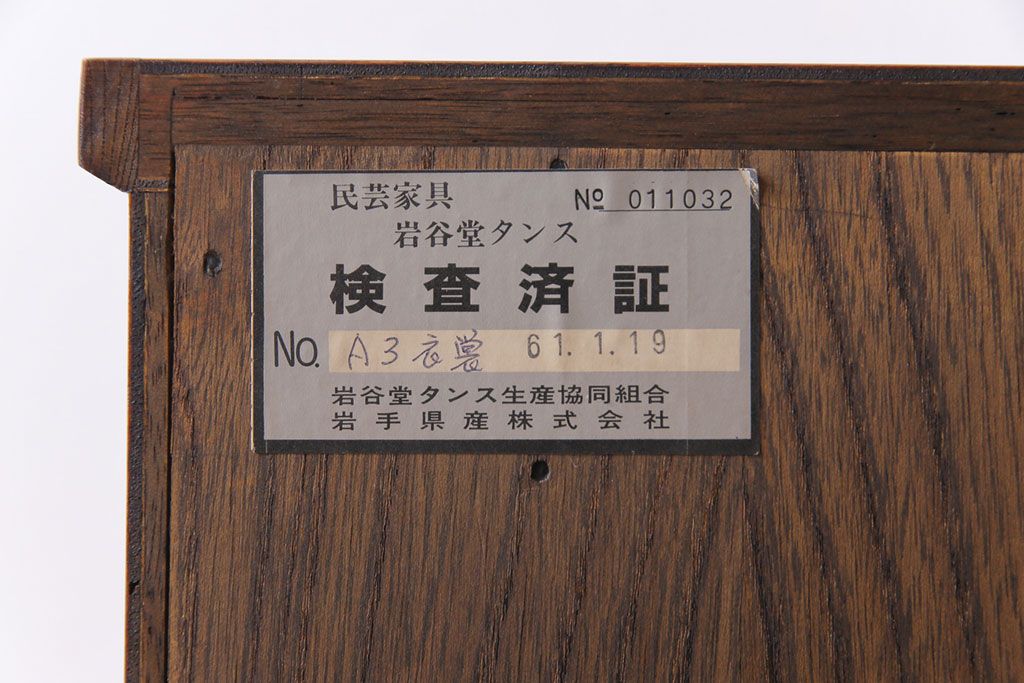 民芸家具 Nº 011032
岩谷堂タンス
検査済証
No. A3衣裳 61.1.19
岩谷堂タンス生産協同組合
岩手県産株式会社